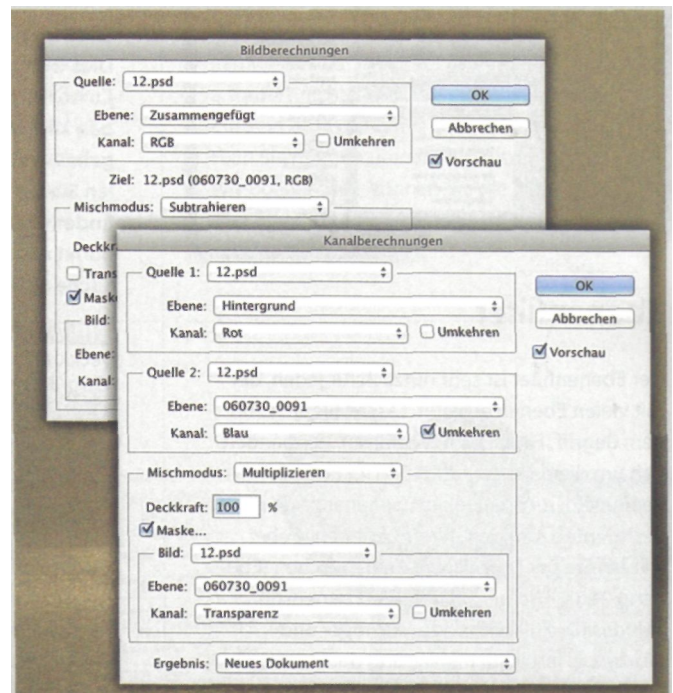 Bildberechnungen
Quelle: 12.psd
OK
Ebene: Zusammengefügt
Abbrechen
Kanal: RGB Umkehren
Vorschau
Ziel: 12.psd (060730_0091, RGB)
Mischmodus: Subtrahieren
Deckkr
Trans
Maske
Bild:
Ebene:
Kanal:
Kanalberechnungen
Quelle 1: 12.psd
OK
Ebene: Hintergrund
Abbrechen
Kanal: Rot Umkehren
Vorschau
Quelle 2: 12.psd
Ebene: 060730_0091
Kanal: Blau Umkehren
Mischmodus: Multiplizieren
Deckkraft: 100 %
Maske...
Bild: 12.psd
Ebene: 060730_0091
Kanal: Transparenz Umkehren
Ergebnis: Neues Dokument